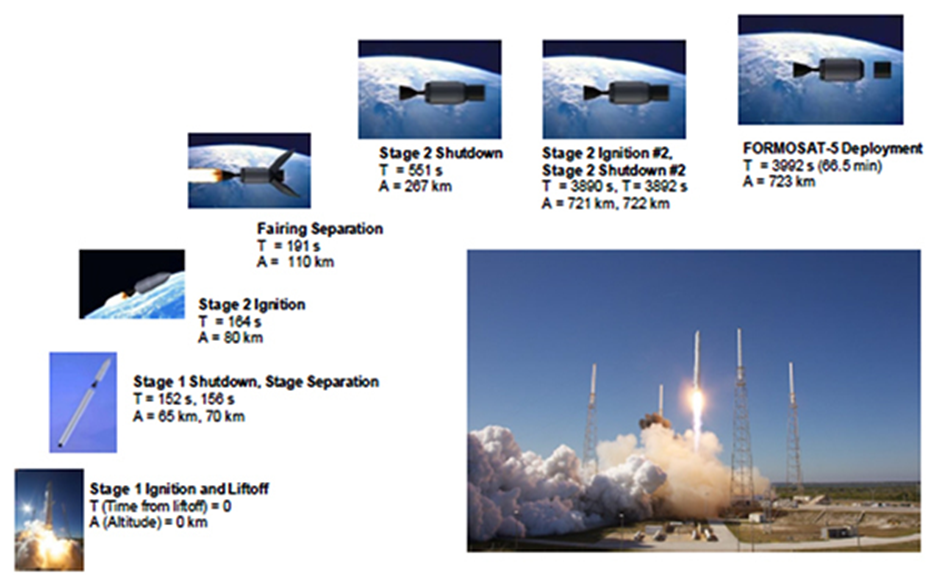 Stage 2 Shutdown
T = 551 s
A = 267 km
Stage 2 Ignition #2,
Stage 2 Shutdown #2
T = 3890 s, T= 3892 s
A = 721 km, 722 km
FORMOSAT-5 Deployment
T = 3992 s (66.5 min)
A = 723 km
Fairing Separation
T = 191 s
A = 110 km
Stage 2 Ignition
T = 164 s
A = 80 km
Stage 1 Shutdown, Stage Separation
T = 152 s, 156 s
A = 65 km, 70 km
Stage 1 Ignition and Liftoff
T (Time from liftoff) = 0
A (Altitude) = 0 km